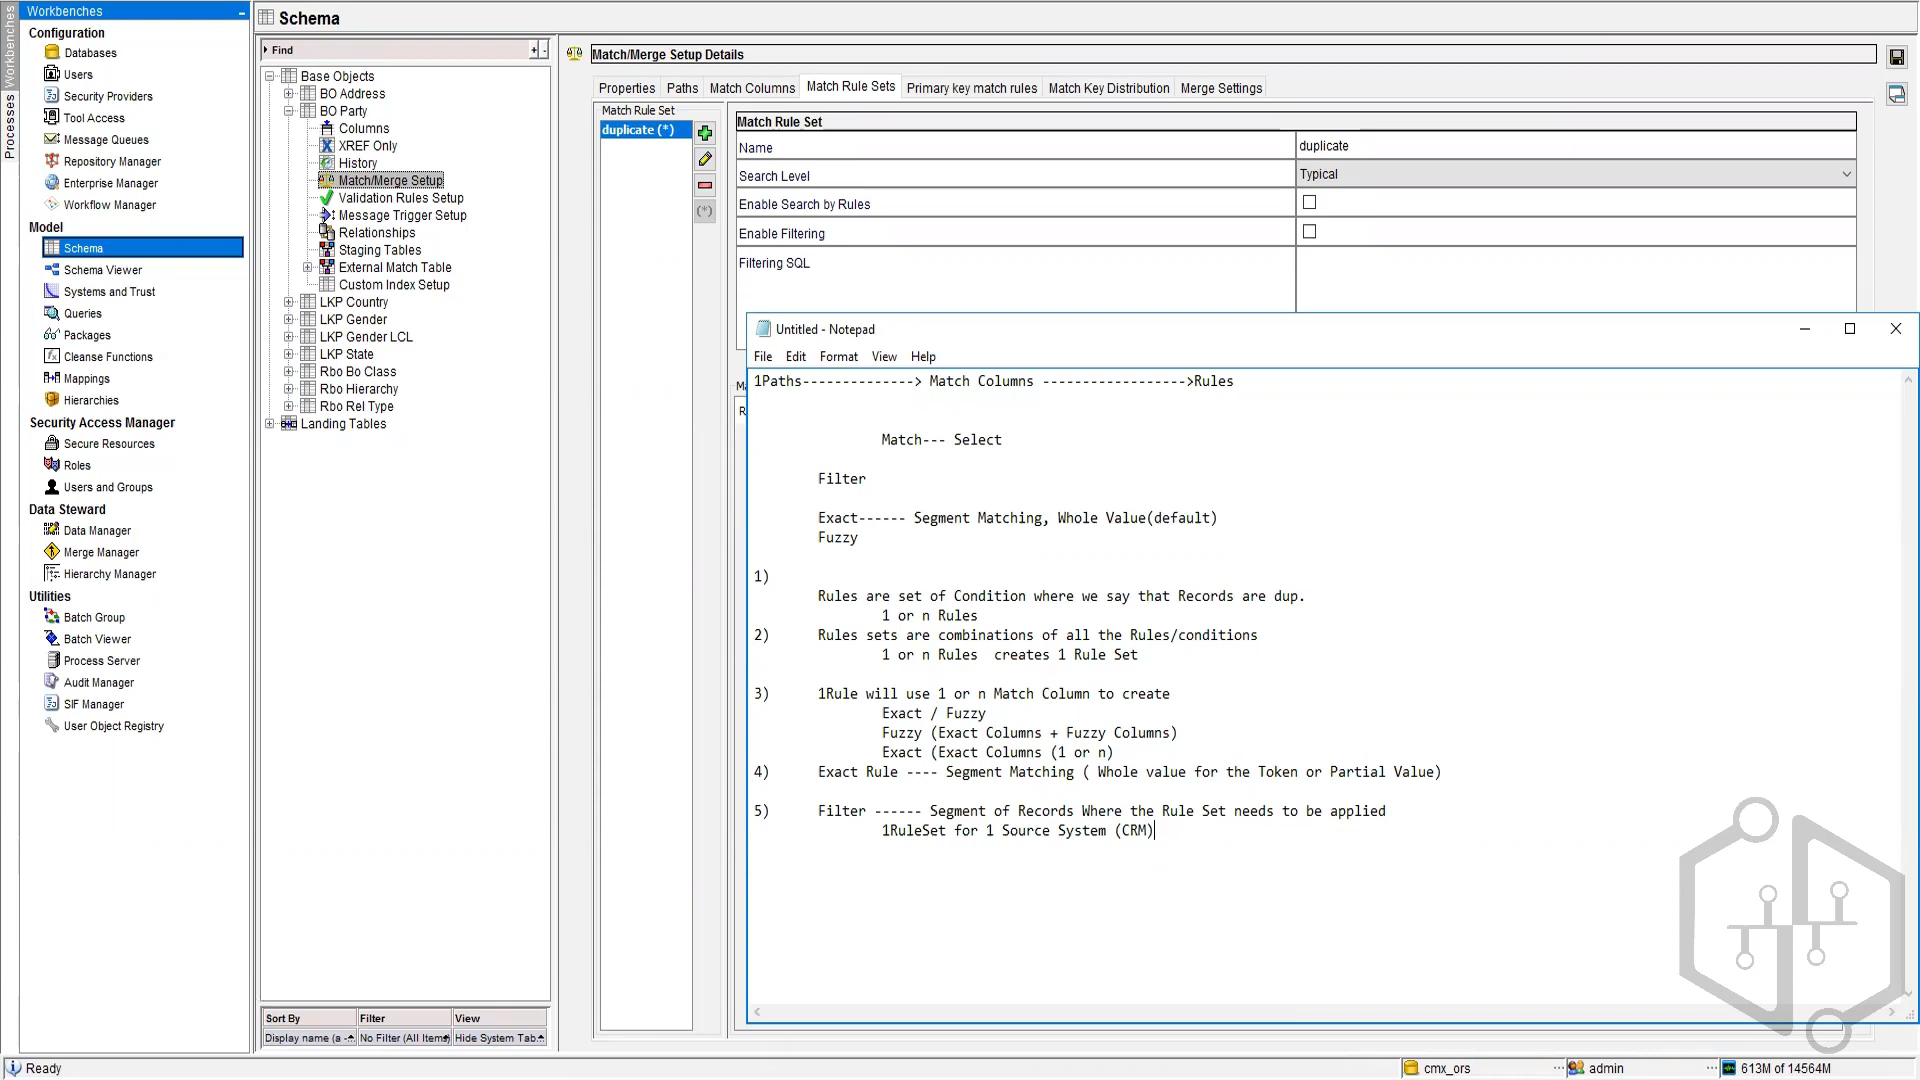 Workbenches
Processes
Workbenches
Configuration
Databases
Users
Security Providers
Tool Access
Message Queues
Repository Manager
Enterprise Manager
Workflow Manager
Model
Schema
Schema Viewer
Systems and Trust
Queries
Packages
Cleanse Functions
Mappings
Hierarchies
Security Access Manager
Secure Resources
Roles
Users and Groups
Data Steward
Data Manager
Merge Manager
Hierarchy Manager
Utilities
Batch Group
Batch Viewer
Process Server
Audit Manager
SIF Manager
User Object Registry
Schema
Find
+ -
Base Objects
BO Address
BO Party
Columns
XREF Only
History
Match/Merge Setup
Validation Rules Setup
Message Trigger Setup
Relationships
Staging Tables
External Match Table
Custom Index Setup
LKP Country
LKP Gender
LKP Gender LCL
LKP State
Rbo Bo Class
Rbo Hierarchy
Rbo Rel Type
Landing Tables
Sort By Filter View
Display name (a - No Filter (All Items) Hide System Tab...
Match/Merge Setup Details
Properties Paths Match Columns Match Rule Sets Primary key match rules Match Key Distribution Merge Settings
Match Rule Set
duplicate (*)
(*)
Match Rule Set
Name duplicate
Search Level Typical
Enable Search by Rules
Enable Filtering
Filtering SQL
Untitled - Notepad
File Edit Format View Help
1Paths--------------> Match Columns ------------------>Rules
Match--- Select
Filter
Exact------ Segment Matching, Whole Value(default)
Fuzzy
1)
Rules are set of Condition where we say that Records are dup.
1 or n Rules
2) Rules sets are combinations of all the Rules/conditions
1 or n Rules creates 1 Rule Set
3) 1Rule will use 1 or n Match Column to create
Exact / Fuzzy
Fuzzy (Exact Columns + Fuzzy Columns)
Exact (Exact Columns (1 or n)
4) Exact Rule ---- Segment Matching ( Whole value for the Token or Partial Value)
5) Filter ------ Segment of Records Where the Rule Set needs to be applied
1RuleSet for 1 Source System (CRM)
Ready
cmx_ors ... admin ... 613M of 14564M